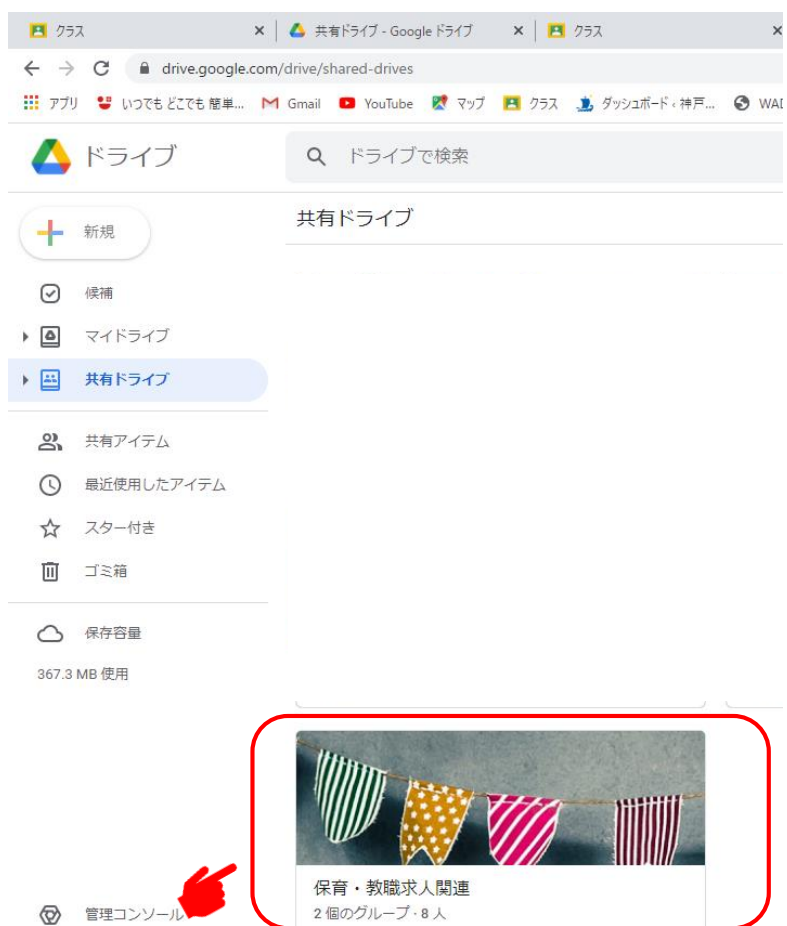 クラス
共有ドライブ - Google ドライブ
クラス
drive.google.com/drive/shared-drives
アプリ いつでも どこでも 簡単... Gmail YouTube マップ クラス ダッシュボード ‹ 神戸... WAD
ドライブ
ドライブで検索
新規
共有ドライブ
候補
マイドライブ
共有ドライブ
共有アイテム
最近使用したアイテム
スター付き
ゴミ箱
保存容量
367.3 MB 使用
保育・教職求人関連
2 個のグループ · 8 人
管理コンソール